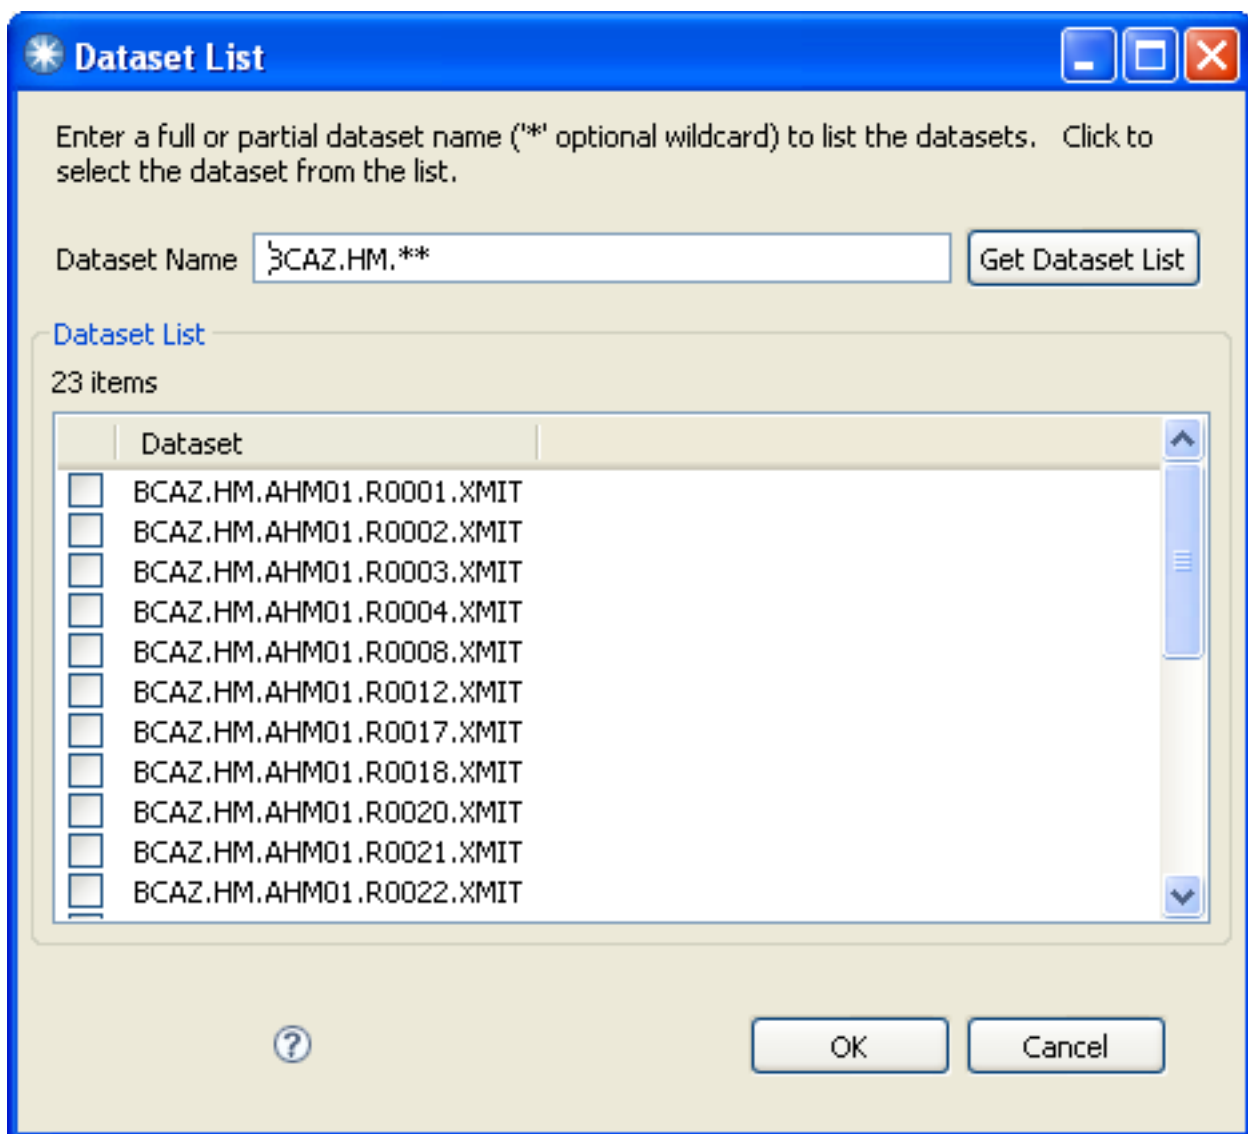 Dataset List
Enter a full or partial dataset name ('*' optional wildcard) to list the datasets.   Click to
select the dataset from the list.
Dataset Name BCAZ.HM.** Get Dataset List
Dataset List
23 items
Dataset
BCAZ.HM.AHM01.R0001.XMIT
BCAZ.HM.AHM01.R0002.XMIT
BCAZ.HM.AHM01.R0003.XMIT
BCAZ.HM.AHM01.R0004.XMIT
BCAZ.HM.AHM01.R0008.XMIT
BCAZ.HM.AHM01.R0012.XMIT
BCAZ.HM.AHM01.R0017.XMIT
BCAZ.HM.AHM01.R0018.XMIT
BCAZ.HM.AHM01.R0020.XMIT
BCAZ.HM.AHM01.R0021.XMIT
BCAZ.HM.AHM01.R0022.XMIT
? OK Cancel